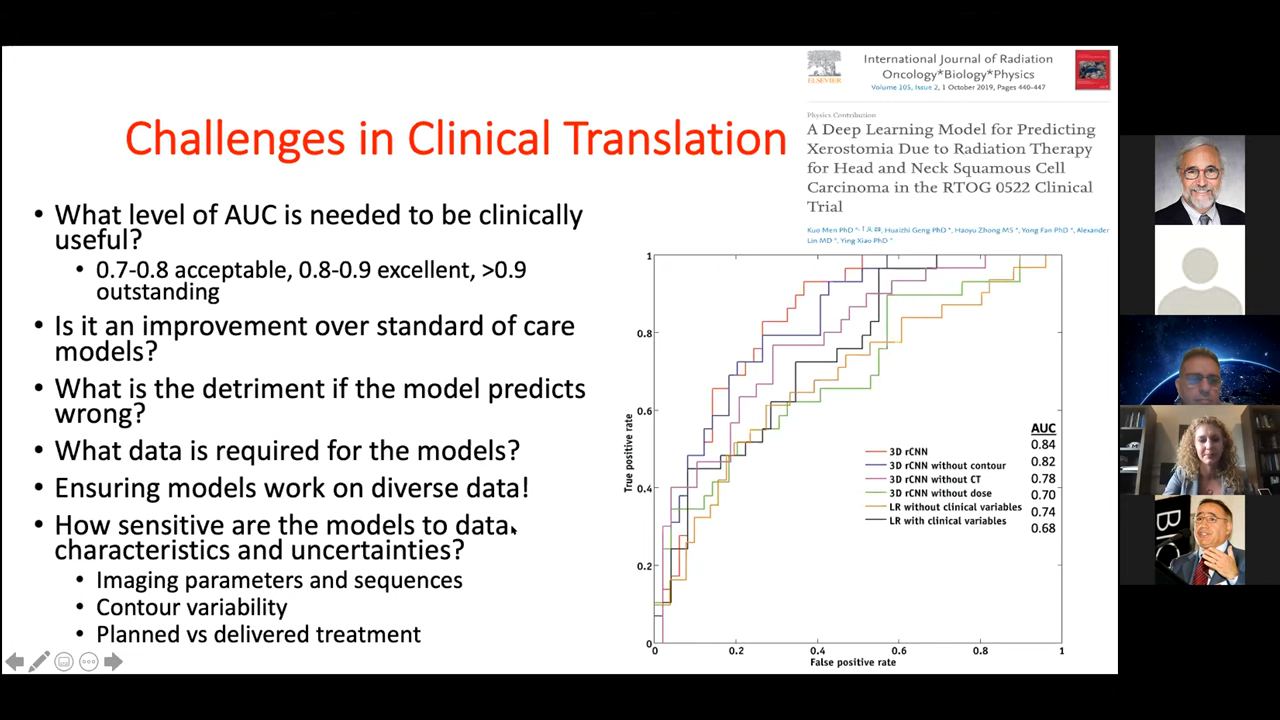 Challenges in Clinical Translation
• What level of AUC is needed to be clinically
useful?
• 0.7-0.8 acceptable, 0.8-0.9 excellent, >0.9
outstanding
• Is it an improvement over standard of care
models?
• What is the detriment if the model predicts
wrong?
• What data is required for the models?
• Ensuring models work on diverse data!
• How sensitive are the models to data
characteristics and uncertainties?
• Imaging parameters and sequences
• Contour variability
• Planned vs delivered treatment
ELSEVIER
International Journal of Radiation
Oncology*Biology*Physics
Volume 105, Issue 2, 1 October 2019, Pages 440-447
Physics Contribution
A Deep Learning Model for Predicting
Xerostomia Due to Radiation Therapy
for Head and Neck Squamous Cell
Carcinoma in the RTOG 0522 Clinical
Trial
Kuo Men PhD *, Huaizhi Geng PhD *, Haoyu Zhong MS *, Yong Fan PhD *, Alexander
Lin MD *, Ying Xiao PhD *
1
0.8
0.6
0.4
0.2
0
True positive rate
AUC
3D rCNN 0.84
3D rCNN without contour 0.82
3D rCNN without CT 0.78
3D rCNN without dose 0.70
LR without clinical variables 0.74
LR with clinical variables 0.68
0 0.2 0.4 0.6 0.8 1
False positive rate
BIO